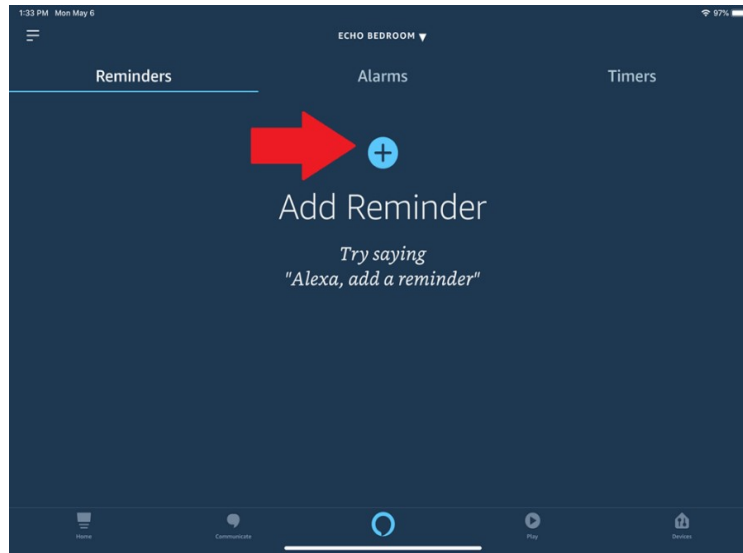 1:33 PM Mon May 6
97%
ECHO BEDROOM
Reminders
Alarms
Timers
Add Reminder
Try saying
"Alexa, add a reminder"
Home
Communicate
Play
Devices